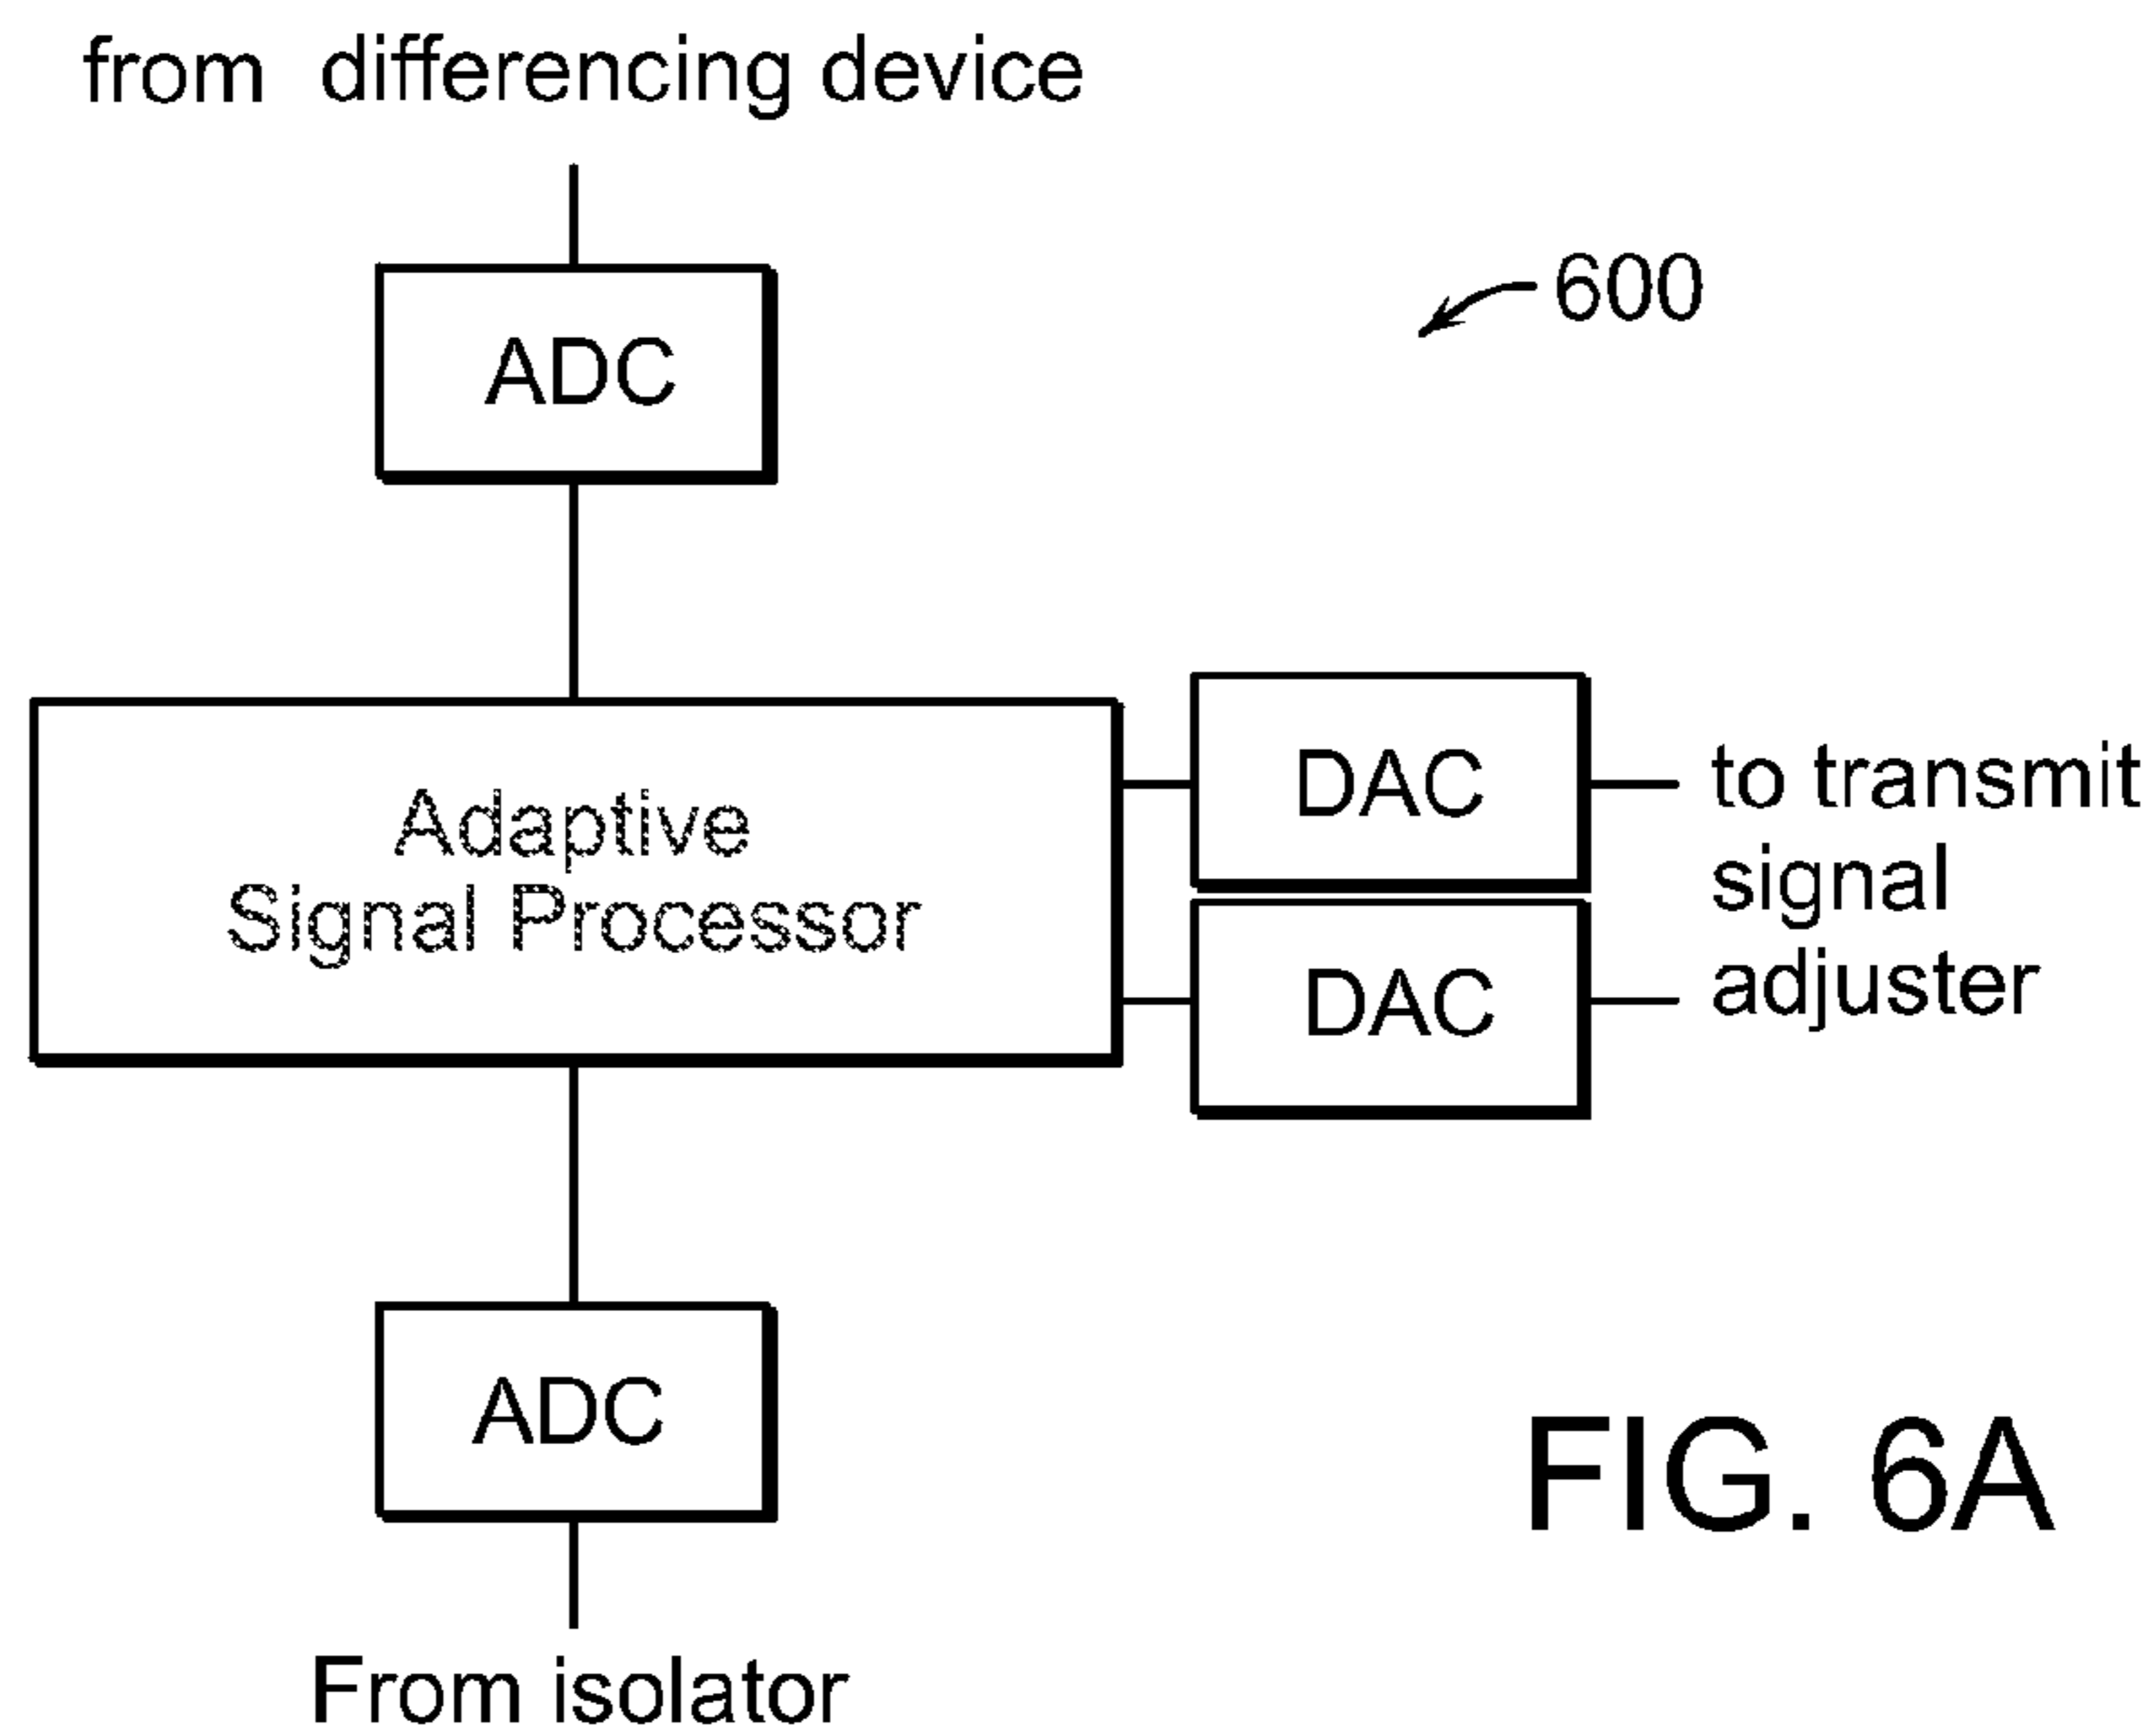 from differencing device
600
ADC
Adaptive
Signal Processor
DAC
DAC
to transmit
signal
adjuster
ADC
From isolator
FIG. 6A